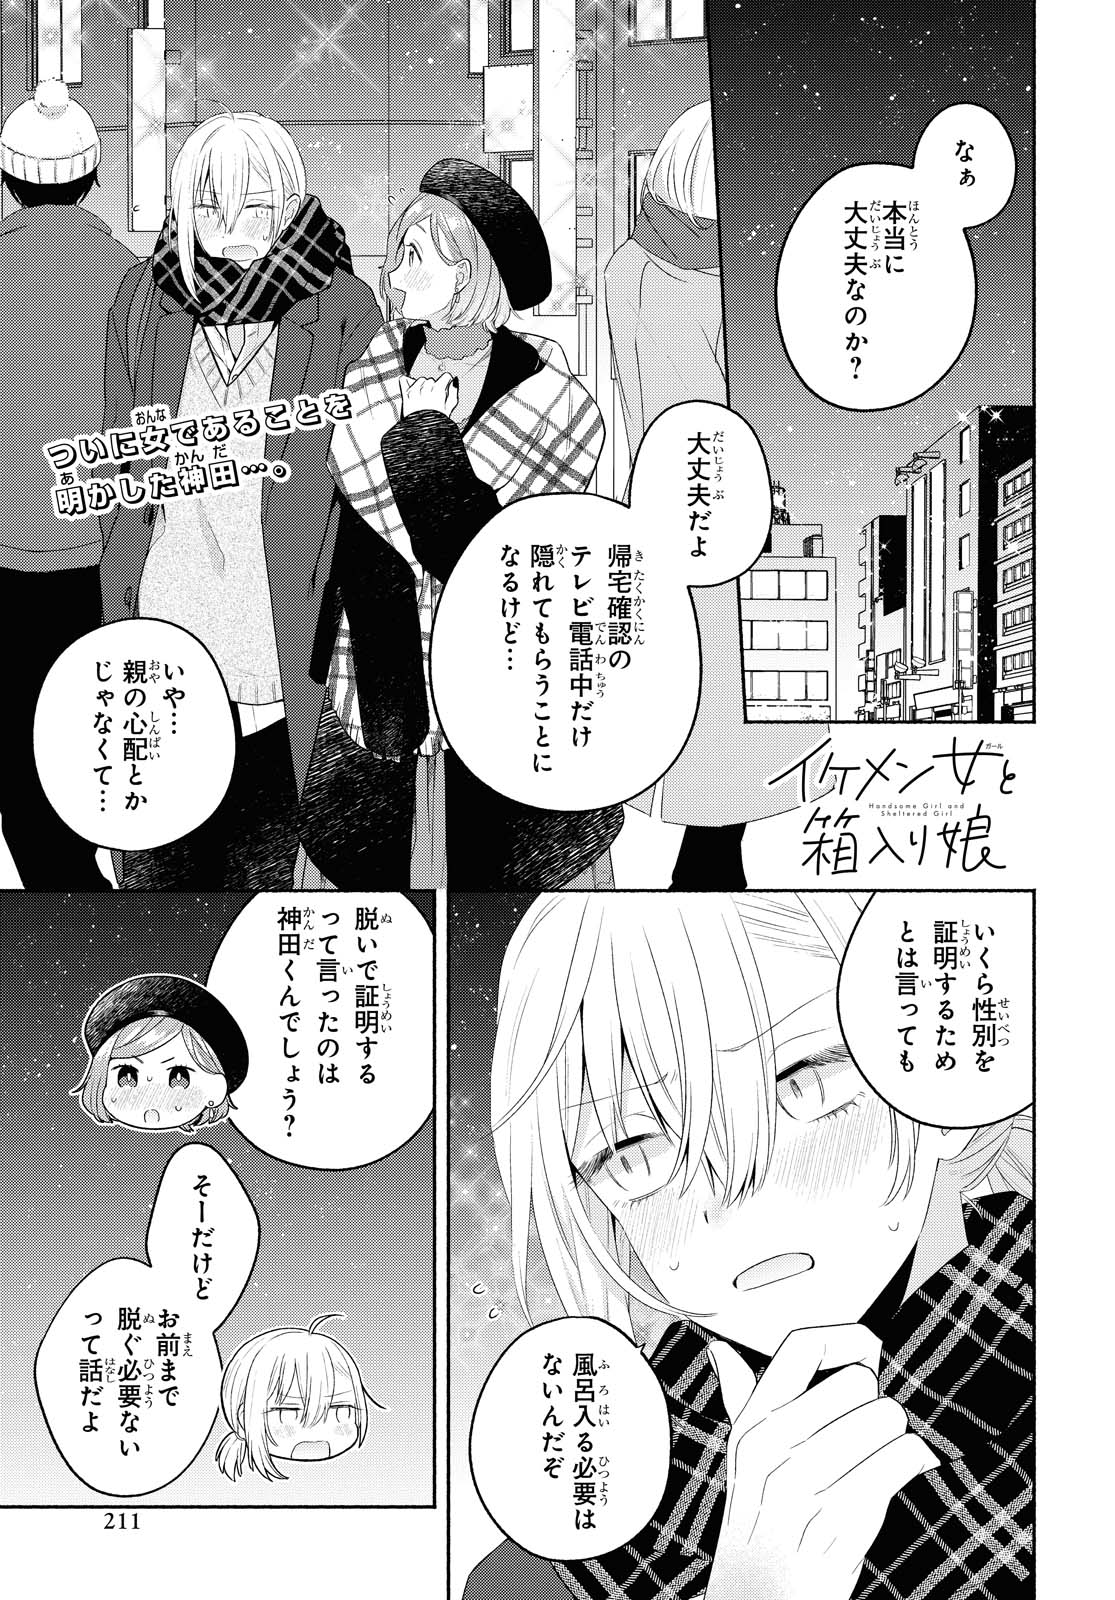 なぁ
本当に
大丈夫なのか?
大丈夫だよ
帰宅確認の
テレビ電話中だけ
隠れてもらうことに
なるけど…
ついに女であることを
明かした神田…。
いや…
親の心配とか
じゃなくて…
イケメン女と
箱入り娘
Handsome Girl and
Sheltered Girl
いくら性別を
証明するため
とは言っても
風呂入る必要は
ないんだぞ
脱いで証明する
って言ったのは
神田くんでしょう?
そーだけど
お前まで
脱ぐ必要ない
って話だよ
211